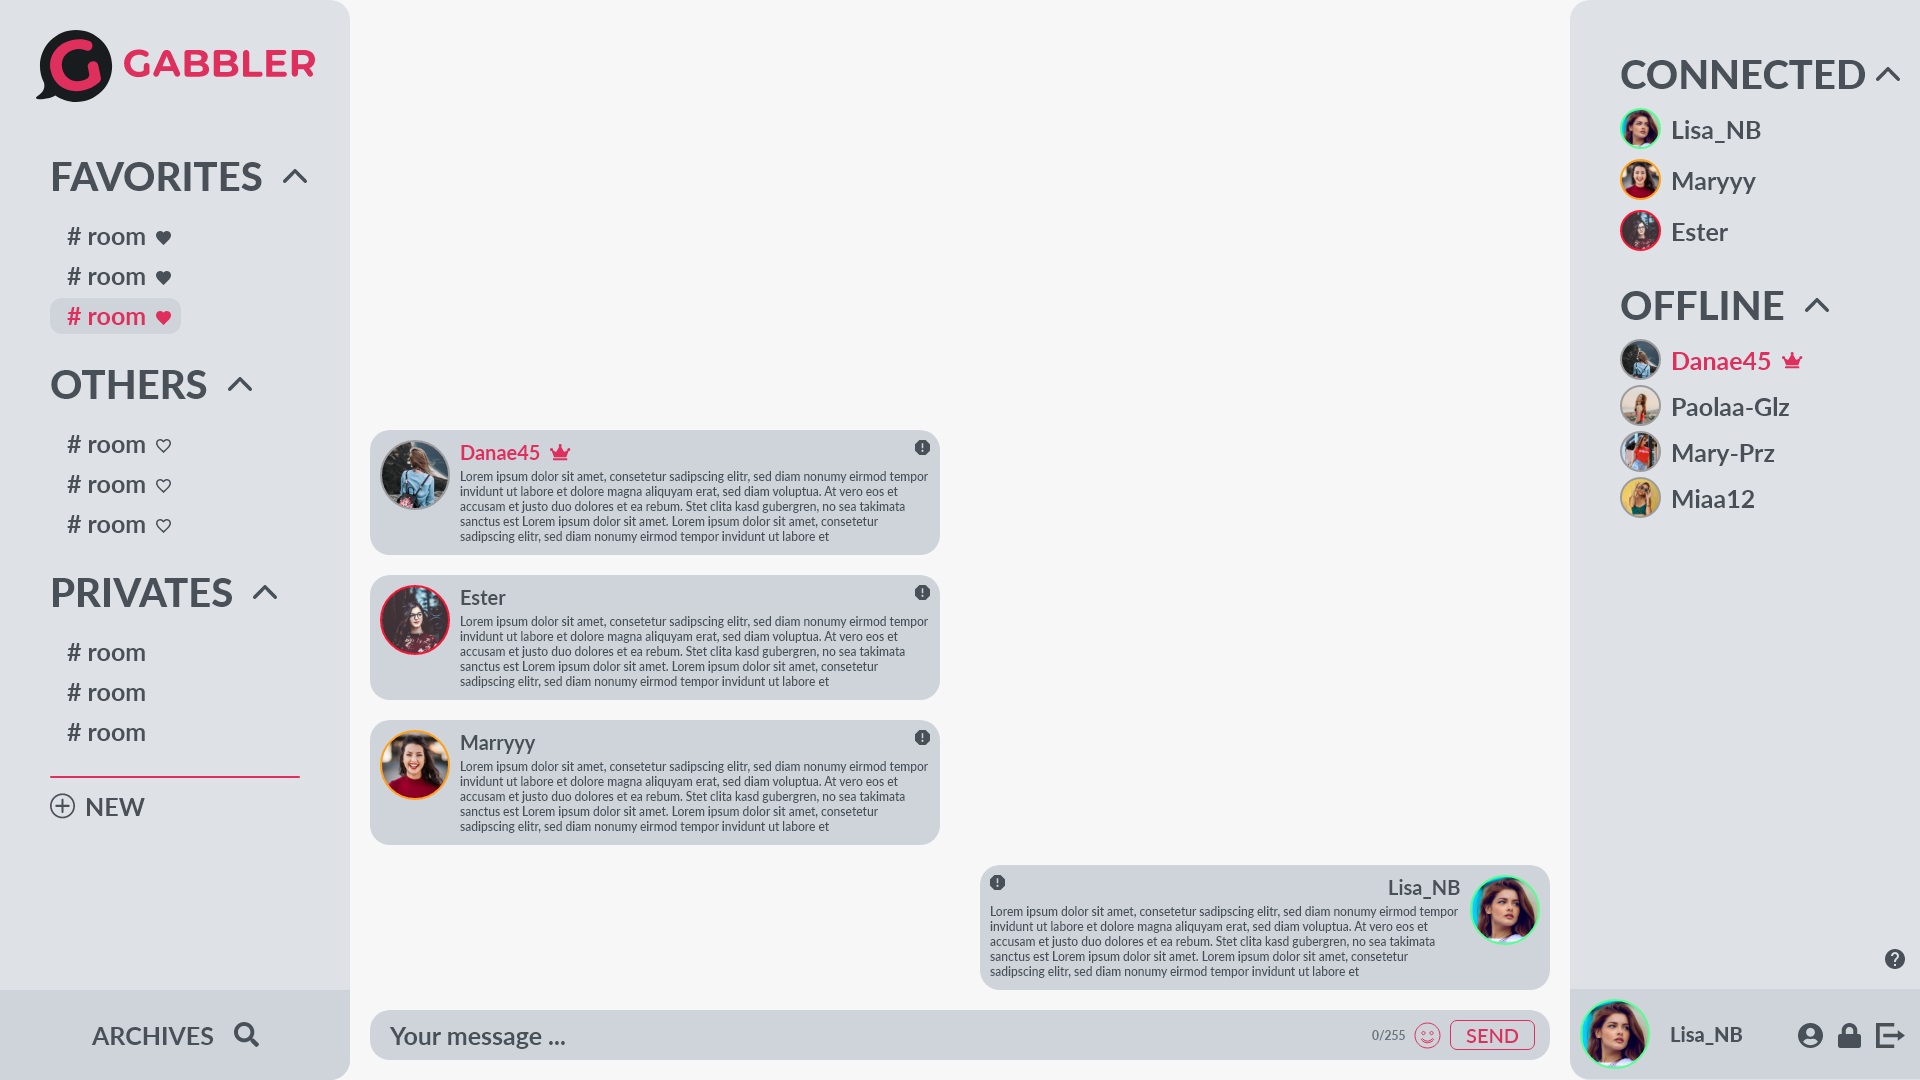 GABBLER
FAVORITES
# room
# room
# room
OTHERS
# room
# room
# room
PRIVATES
# room
# room
# room
NEW
ARCHIVES
Danae45
Lorem ipsum dolor sit amet, consetetur sadipscing elitr, sed diam nonumy eirmod tempor
invidunt ut labore et dolore magna aliquyam erat, sed diam voluptua. At vero eos et
accusam et justo duo dolores et ea rebum. Stet clita kasd gubergren, no sea takimata
sanctus est Lorem ipsum dolor sit amet. Lorem ipsum dolor sit amet, consetetur
sadipscing elitr, sed diam nonumy eirmod tempor invidunt ut labore et
Ester
Lorem ipsum dolor sit amet, consetetur sadipscing elitr, sed diam nonumy eirmod tempor
invidunt ut labore et dolore magna aliquyam erat, sed diam voluptua. At vero eos et
accusam et justo duo dolores et ea rebum. Stet clita kasd gubergren, no sea takimata
sanctus est Lorem ipsum dolor sit amet. Lorem ipsum dolor sit amet, consetetur
sadipscing elitr, sed diam nonumy eirmod tempor invidunt ut labore et
Marryyy
Lorem ipsum dolor sit amet, consetetur sadipscing elitr, sed diam nonumy eirmod tempor
invidunt ut labore et dolore magna aliquyam erat, sed diam voluptua. At vero eos et
accusam et justo duo dolores et ea rebum. Stet clita kasd gubergren, no sea takimata
sanctus est Lorem ipsum dolor sit amet. Lorem ipsum dolor sit amet, consetetur
sadipscing elitr, sed diam nonumy eirmod tempor invidunt ut labore et
Lisa_NB
Lorem ipsum dolor sit amet, consetetur sadipscing elitr, sed diam nonumy eirmod tempor
invidunt ut labore et dolore magna aliquyam erat, sed diam voluptua. At vero eos et
accusam et justo duo dolores et ea rebum. Stet clita kasd gubergren, no sea takimata
sanctus est Lorem ipsum dolor sit amet. Lorem ipsum dolor sit amet, consetetur
sadipscing elitr, sed diam nonumy eirmod tempor invidunt ut labore et
Your message ...
0/255
SEND
CONNECTED
Lisa_NB
Maryyy
Ester
OFFLINE
Danae45
Paolaa-Glz
Mary-Prz
Miaa12
Lisa_NB